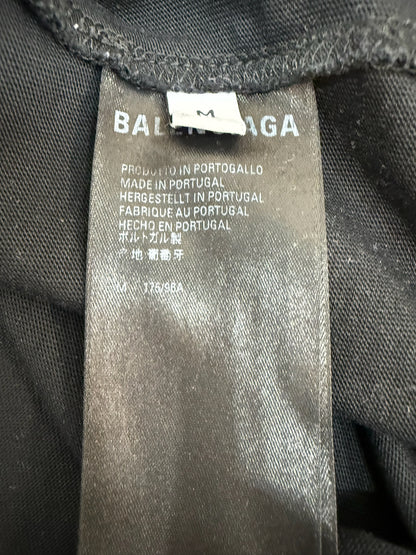 M
BALENCIAGA
PRODOTTO IN PORTOGALLO
MADE IN PORTUGAL
HERGESTELLT IN PORTUGAL
FABRIQUE AU PORTUGAL
HECHO EN PORTUGAL
ポルトガル製
地 葡萄牙
M 175/96A